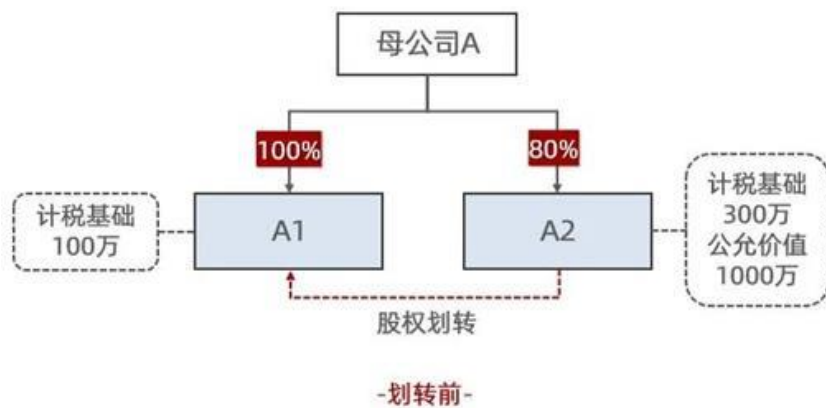 母公司A
100%
80%
计税基础
100万
A1
A2
计税基础
300万
公允价值
1000万
股权划转
-划转前-